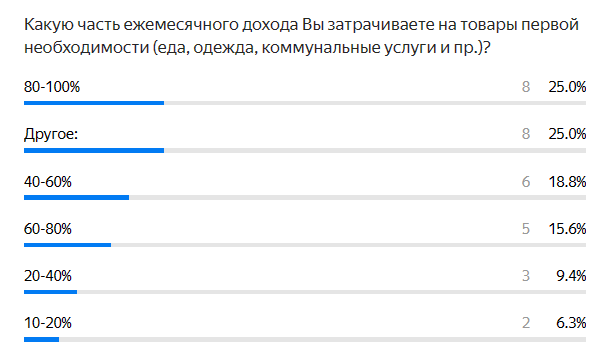 Какую часть ежемесячного дохода Вы затрачиваете на товары первой
необходимости (еда, одежда, коммунальные услуги и пр.)?
80-100% 8 25.0%
Другое: 8 25.0%
40-60% 6 18.8%
60-80% 5 15.6%
20-40% 3 9.4%
10-20% 2 6.3%